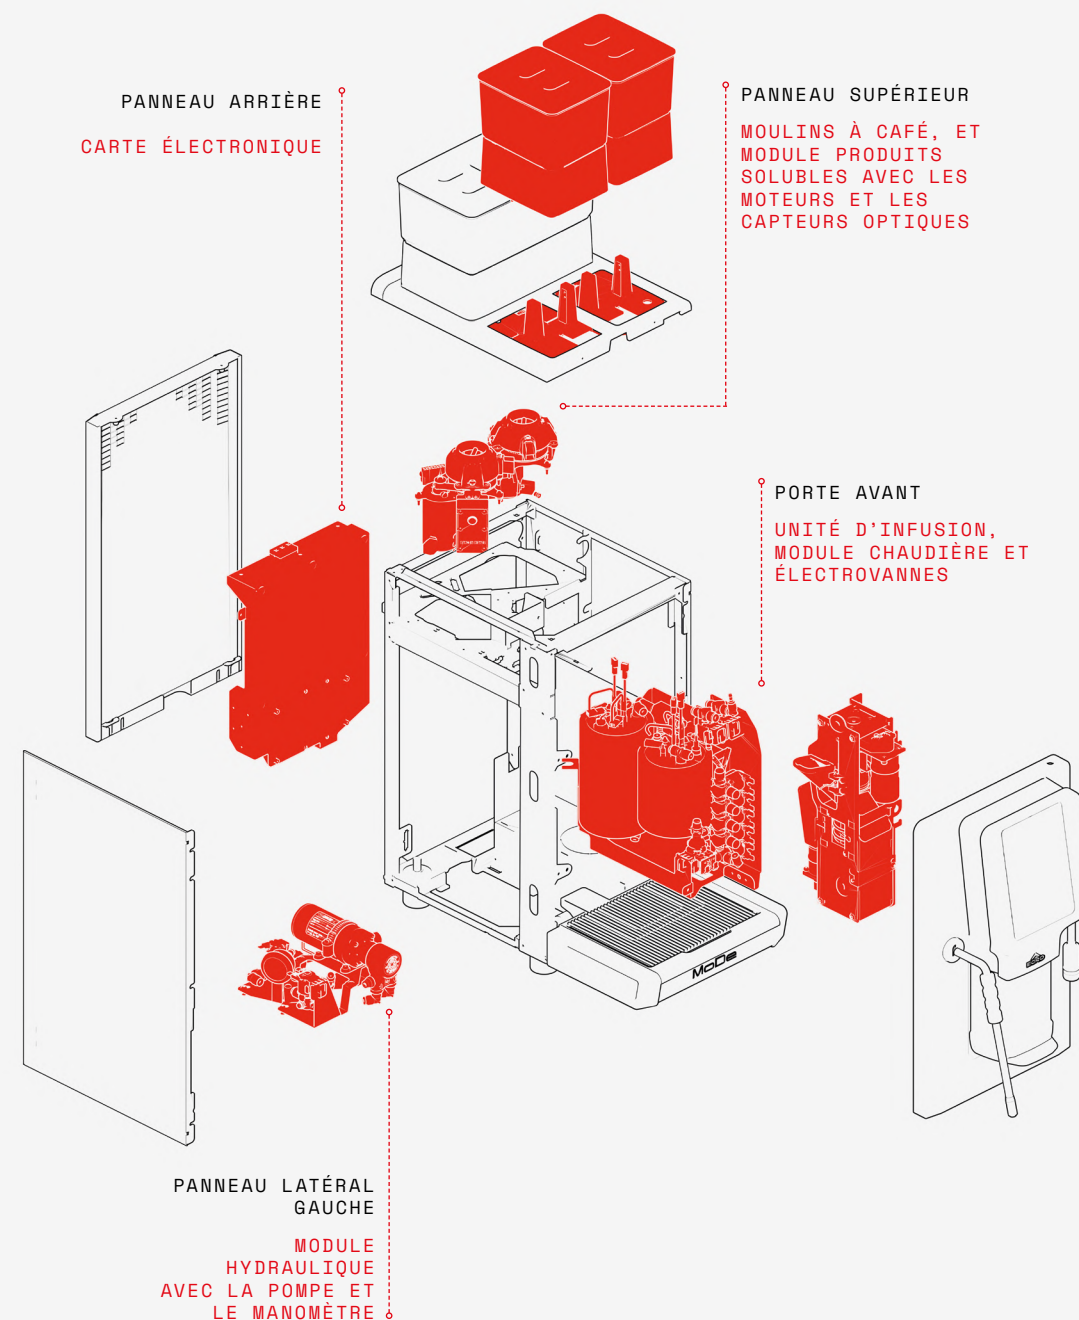 PANNEAU ARRIÈRE
CARTE ÉLECTRONIQUE
PANNEAU SUPÉRIEUR
MOULINS À CAFÉ, ET
MODULE PRODUITS
SOLUBLES AVEC LES
MOTEURS ET LES
CAPTEURS OPTIQUES
PORTE AVANT
UNITÉ D'INFUSION,
MODULE CHAUDIÈRE ET
ÉLECTROVANNES
MoDe
PANNEAU LATÉRAL
GAUCHE
MODULE
HYDRAULIQUE
AVEC LA POMPE ET
LE MANOMÈTRE